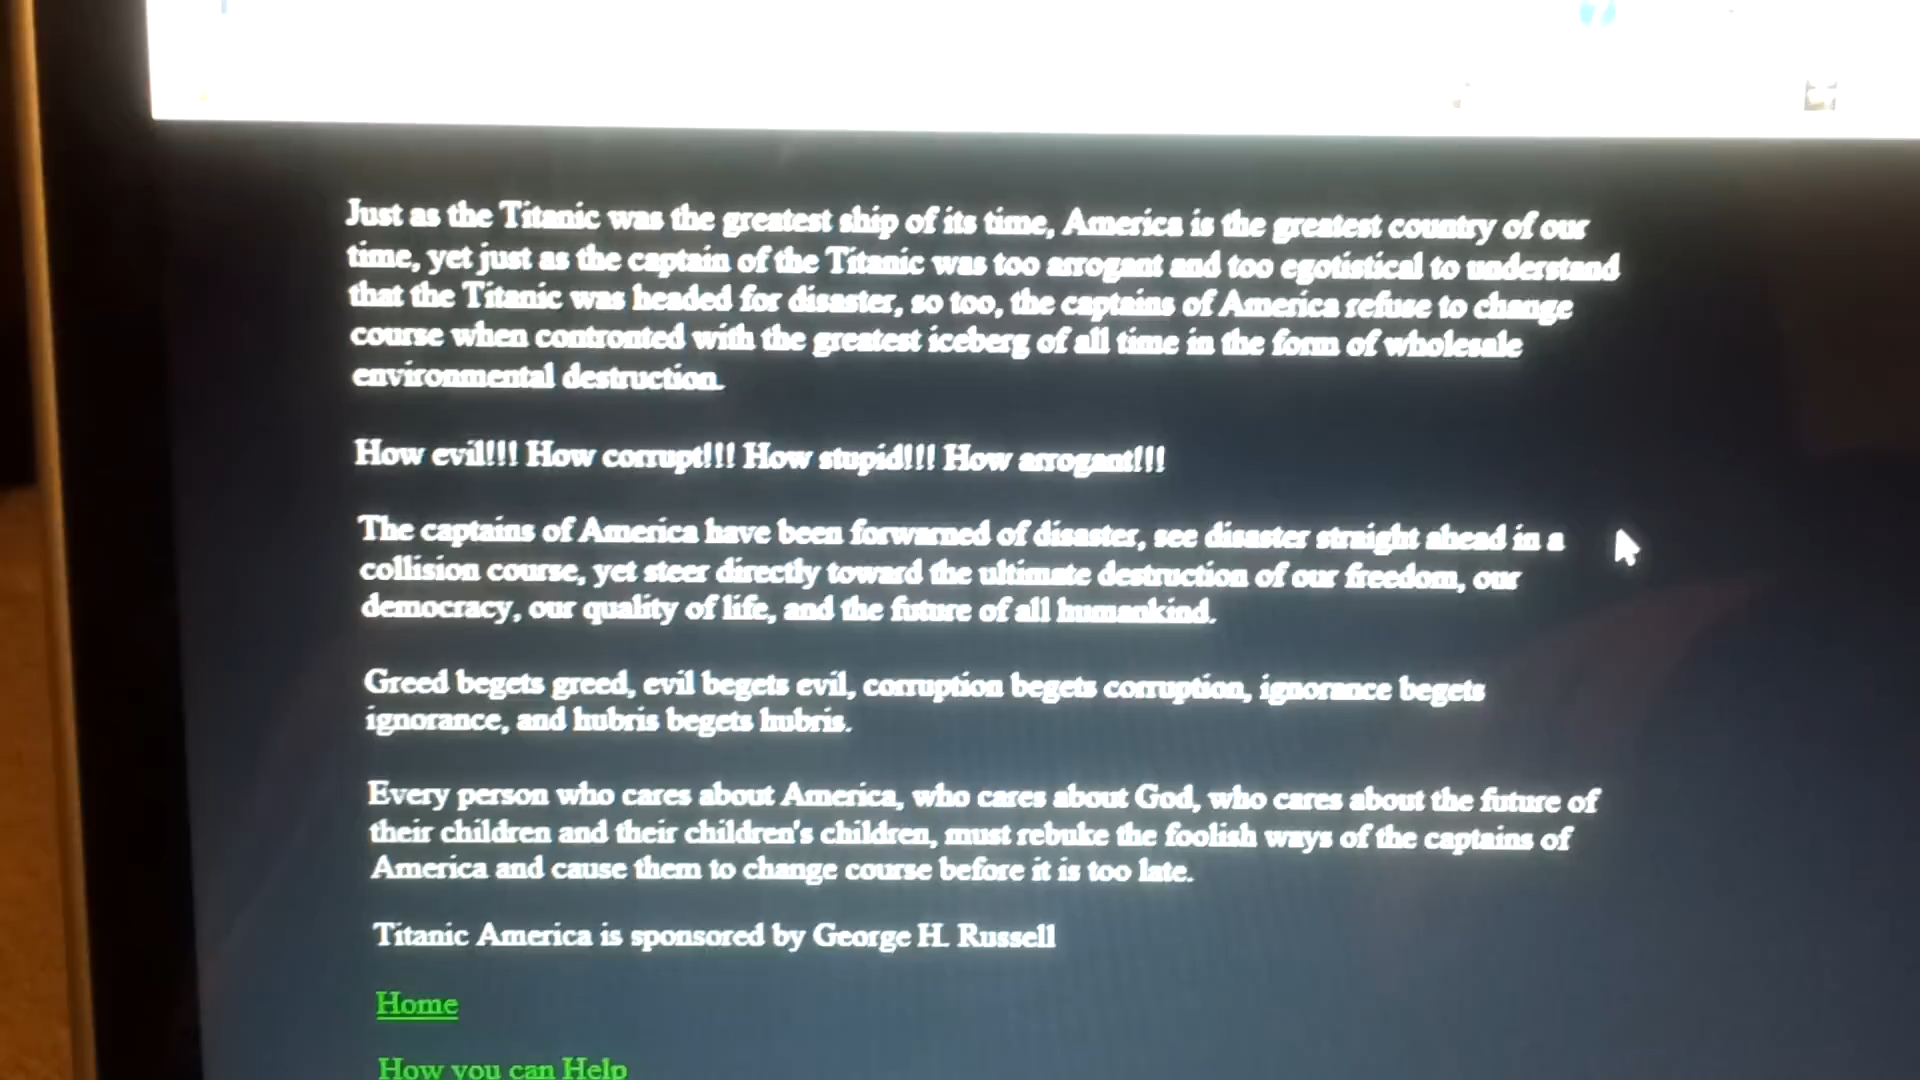 Just as the Titanic was the greatest ship of its time, America is the greatest country of our
time, yet just as the captain of the Titanic was too arrogant and too egotistical to understand
that the Titanic was headed for disaster, so too, the captains of America refuse to change
course when confronted with the greatest iceberg of all time in the form of wholesale
environmental destruction.
How evil!!! How corrupt!!! How stupid!!! How arrogant!!!
The captains of America have been forwarned of disaster, see disaster straight ahead in a
collision course, yet steer directly toward the ultimate destruction of our freedom, our
democracy, our quality of life, and the future of all humankind.
Greed begets greed, evil begets evil, corruption begets corruption, ignorance begets
ignorance, and hubris begets hubris.
Every person who cares about America, who cares about God, who cares about the future of
their children and their children's children, must rebuke the foolish ways of the captains of
America and cause them to change course before it is too late.
Titanic America is sponsored by George H. Russell
Home
How you can Help